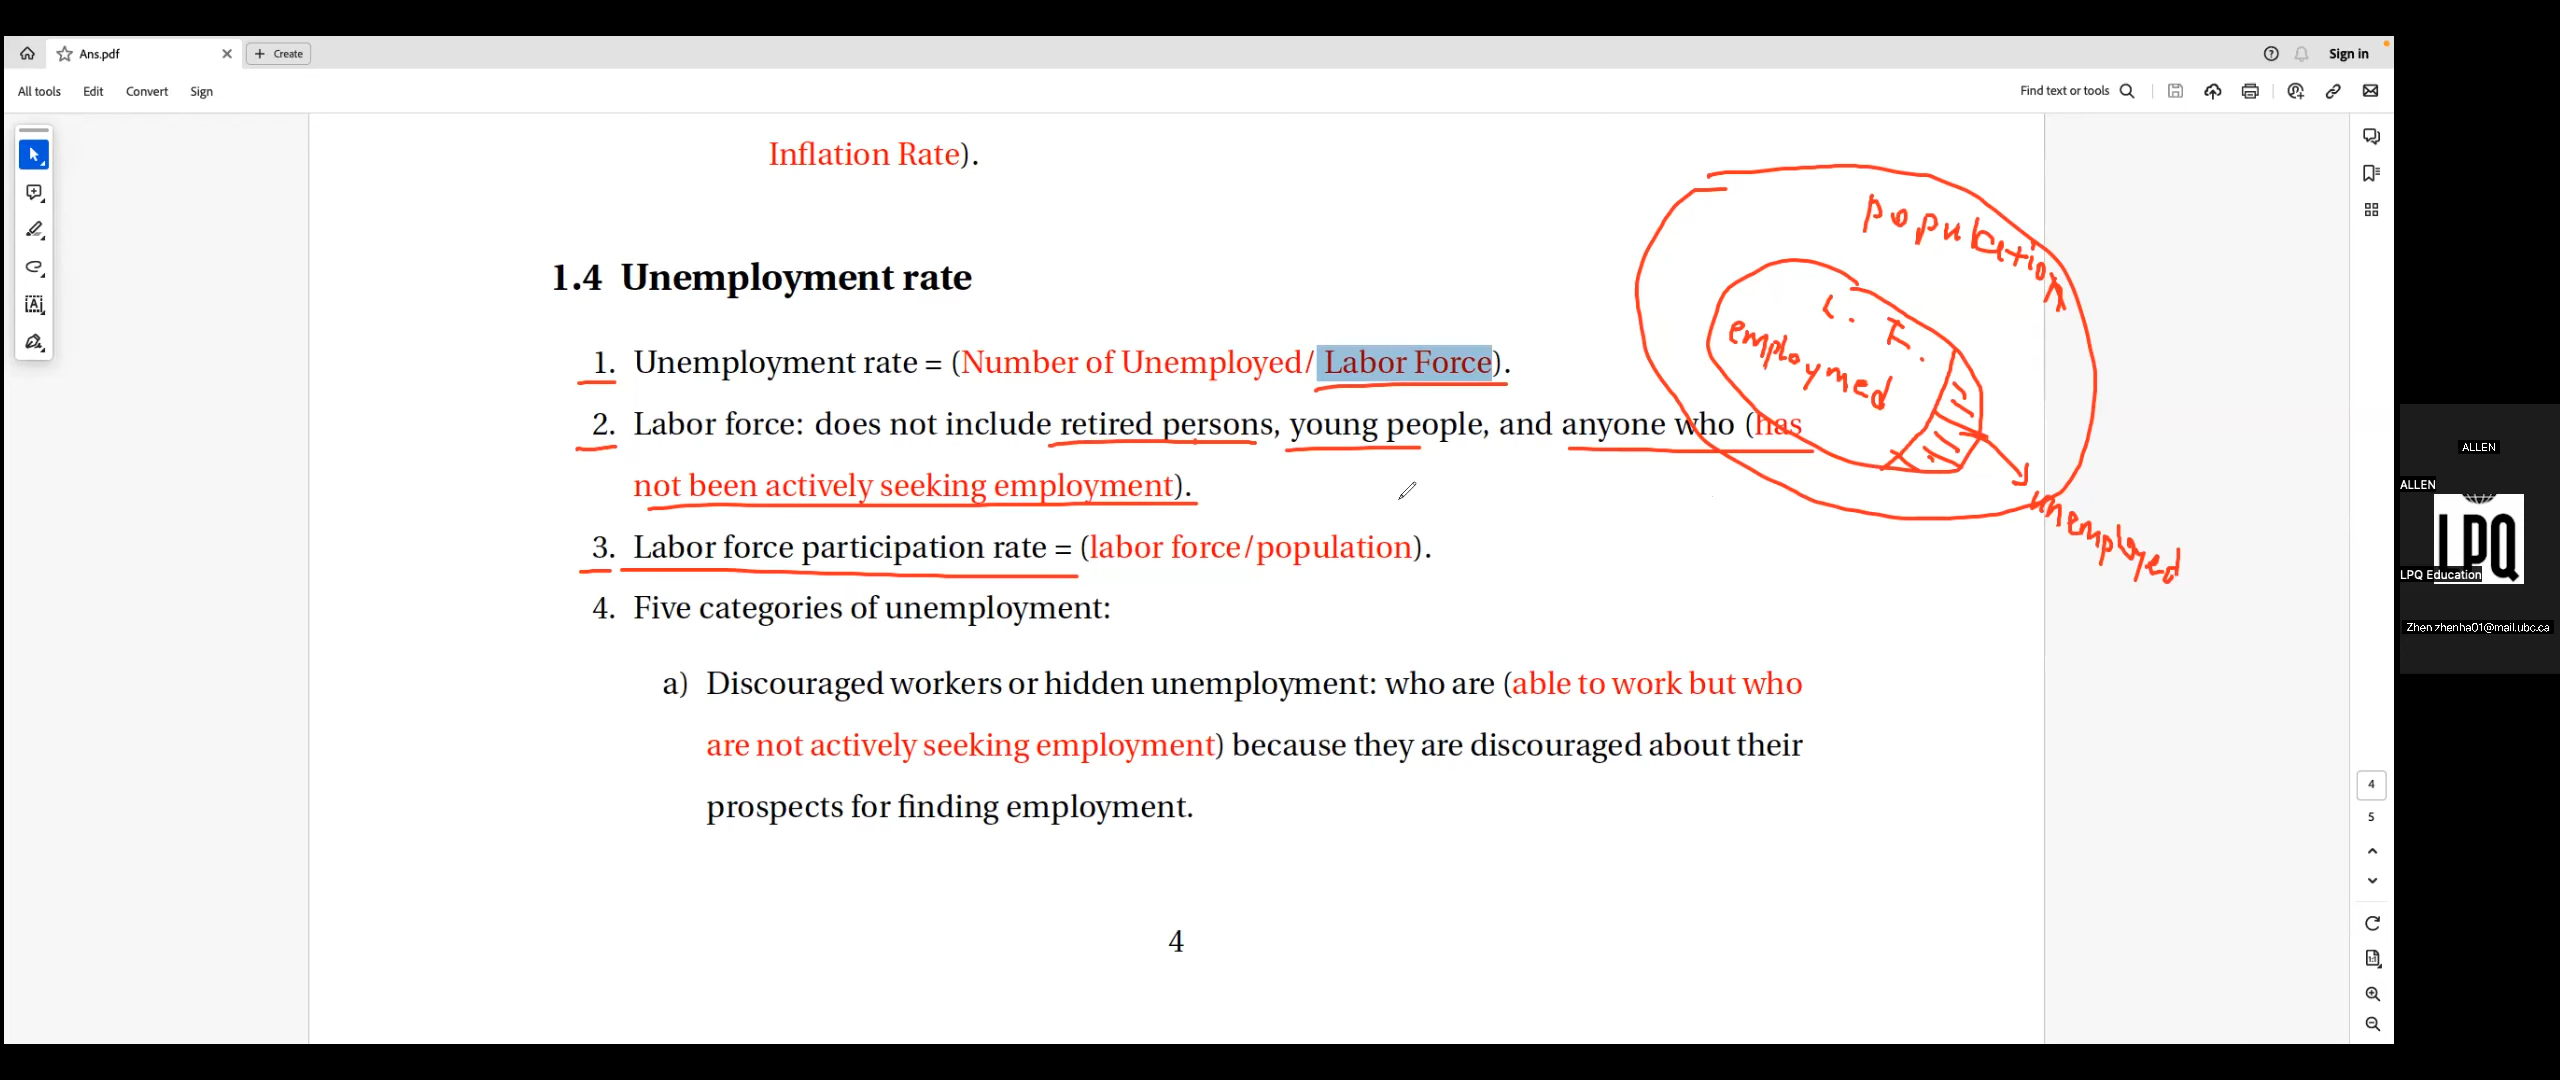 Ans.pdf
Create
Sign in
All tools
Edit
Convert
Sign
Find text or tools
Inflation Rate).
1.4 Unemployment rate
1. Unemployment rate = (Number of Unemployed/ Labor Force).
2. Labor force: does not include retired persons, young people, and anyone who (has
not been actively seeking employment).
3. Labor force participation rate = (labor force/population).
4. Five categories of unemployment:
a) Discouraged workers or hidden unemployment: who are (able to work but who
are not actively seeking employment) because they are discouraged about their
prospects for finding employment.
4
population
L. F.
employmed
unemployed
4
5
ALLEN
ALLEN
LPQ
LPQ Education
Zhen zhenha01@mail.ubc.ca